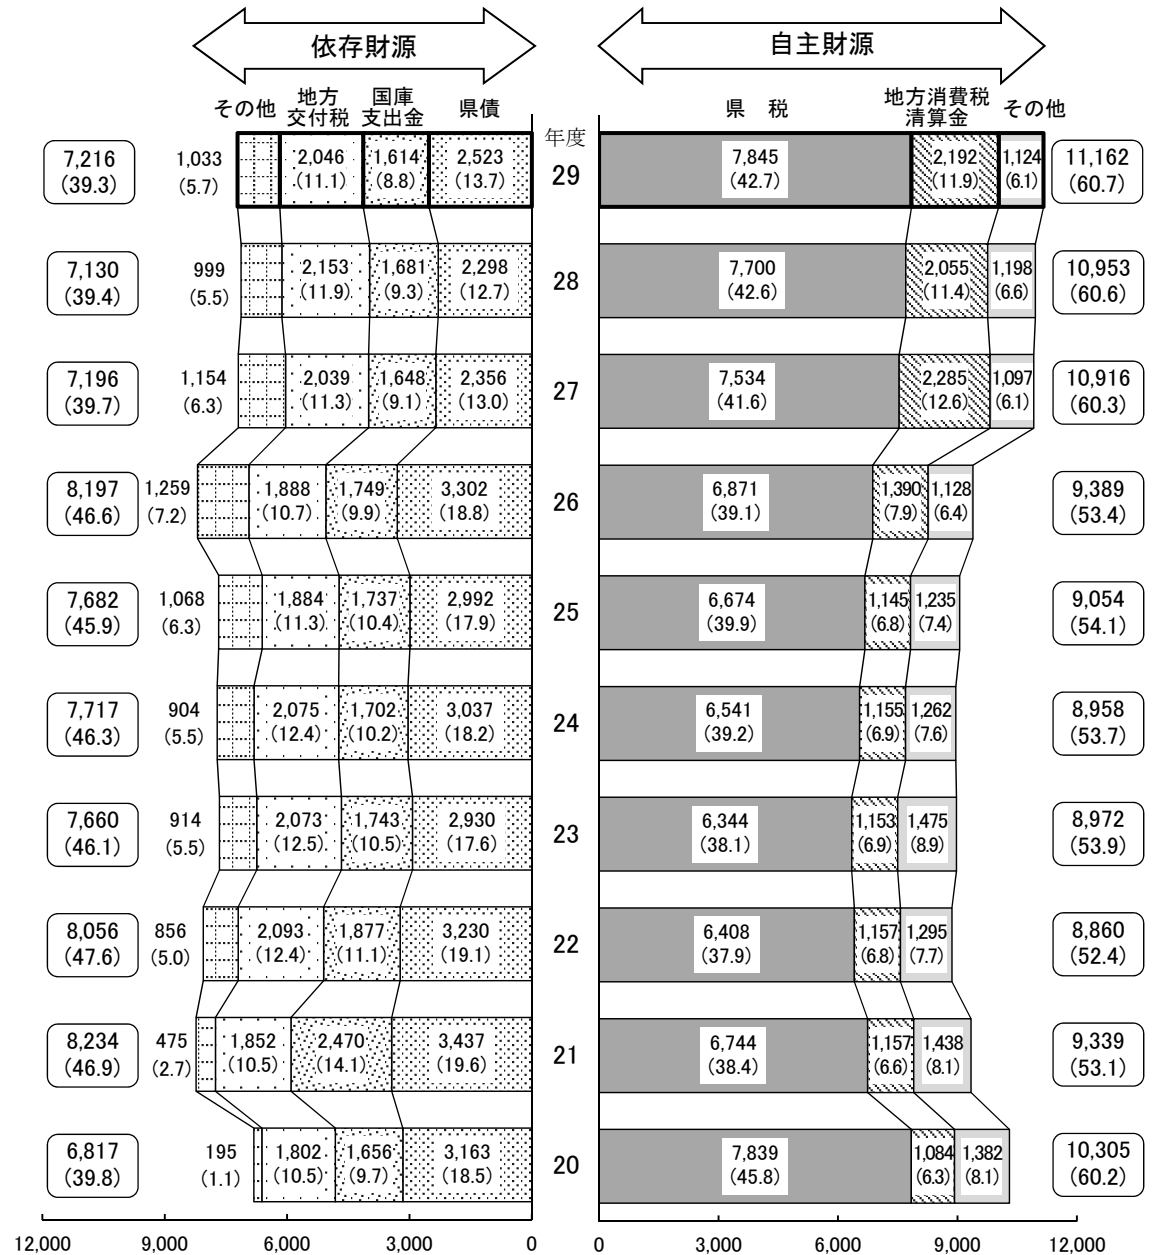 依存財源 自主財源
その他 地方交付税 国庫支出金 県債 県 税 地方消費税清算金 その他
年度
7,216 1,033 2,046 1,614 2,523 29 7,845 2,192 1,124 11,162
(39.3) (5.7) (11.1) (8.8) (13.7) (42.7) (11.9) (6.1) (60.7)
7,130 999 2,153 1,681 2,298 28 7,700 2,055 1,198 10,953
(39.4) (5.5) (11.9) (9.3) (12.7) (42.6) (11.4) (6.6) (60.6)
7,196 1,154 2,039 1,648 2,356 27 7,534 2,285 1,097 10,916
(39.7) (6.3) (11.3) (9.1) (13.0) (41.6) (12.6) (6.1) (60.3)
8,197 1,259 1,888 1,749 3,302 26 6,871 1,390 1,128 9,389
(46.6) (7.2) (10.7) (9.9) (18.8) (39.1) (7.9) (6.4) (53.4)
7,682 1,068 1,884 1,737 2,992 25 6,674 1,145 1,235 9,054
(45.9) (6.3) (11.3) (10.4) (17.9) (39.9) (6.8) (7.4) (54.1)
7,717 904 2,075 1,702 3,037 24 6,541 1,155 1,262 8,958
(46.3) (5.5) (12.4) (10.2) (18.2) (39.2) (6.9) (7.6) (53.7)
7,660 914 2,073 1,743 2,930 23 6,344 1,153 1,475 8,972
(46.1) (5.5) (12.5) (10.5) (17.6) (38.1) (6.9) (8.9) (53.9)
8,056 856 2,093 1,877 3,230 22 6,408 1,157 1,295 8,860
(47.6) (5.0) (12.4) (11.1) (19.1) (37.9) (6.8) (7.7) (52.4)
8,234 475 1,852 2,470 3,437 21 6,744 1,157 1,438 9,339
(46.9) (2.7) (10.5) (14.1) (19.6) (38.4) (6.6) (8.1) (53.1)
6,817 195 1,802 1,656 3,163 20 7,839 1,084 1,382 10,305
(39.8) (1.1) (10.5) (9.7) (18.5) (45.8) (6.3) (8.1) (60.2)
12,000 9,000 6,000 3,000 0 0 3,000 6,000 9,000 12,000